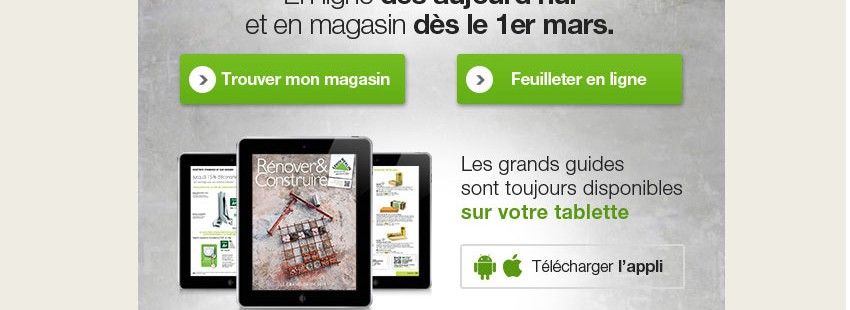 En ligne dès aujourd'hui
et en magasin dès le 1er mars.
Trouver mon magasin
Feuilleter en ligne
Rénover&
Construire
Les grands guides
sont toujours disponibles
sur votre tablette
Télécharger l'appli